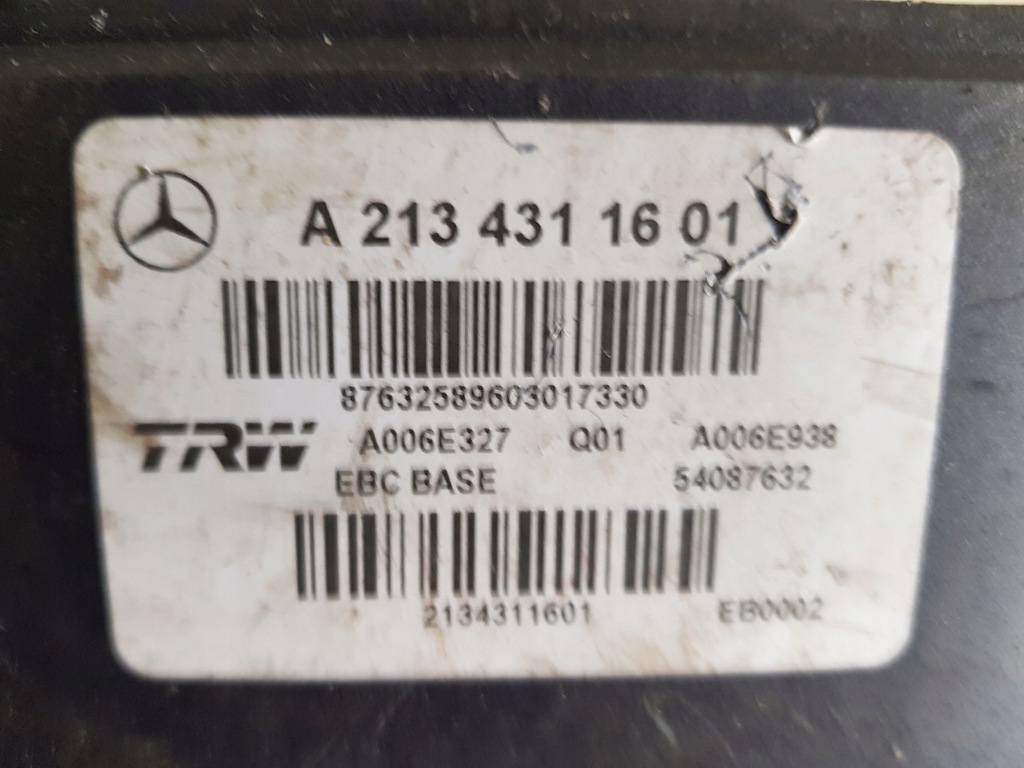 A 213 431 16 01
87632589603017330
TRW A006E327 Q01 A006E938
EBC BASE 54087632
2134311601 EB0002